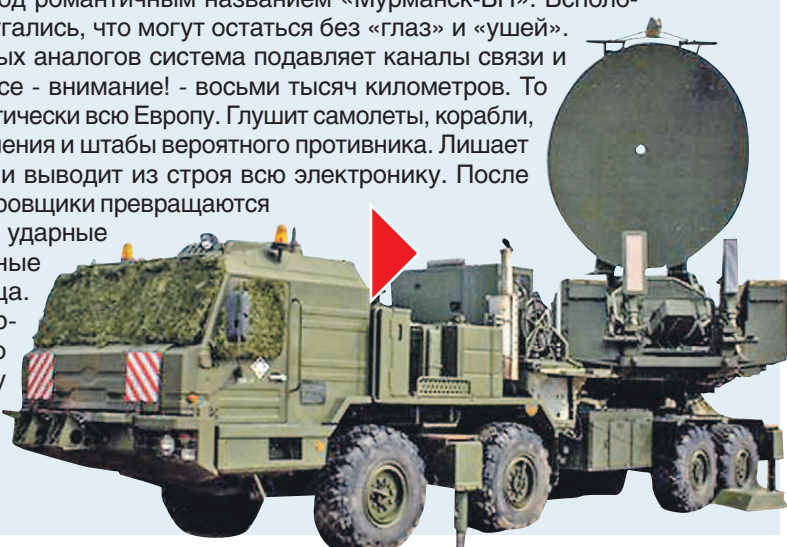 од романтичным названием «Мурманск-БН». Всполо-
угались, что могут остаться без «глаз» и «ушей».
ых аналогов система подавляет каналы связи и
се - внимание! - восьми тысяч километров. То
тически всю Европу. Глушит самолеты, корабли,
ления и штабы вероятного противника. Лишает
и выводит из строя всю электронику. После
ровщики превращаются
ударные
ные
ца.
р-
о
у